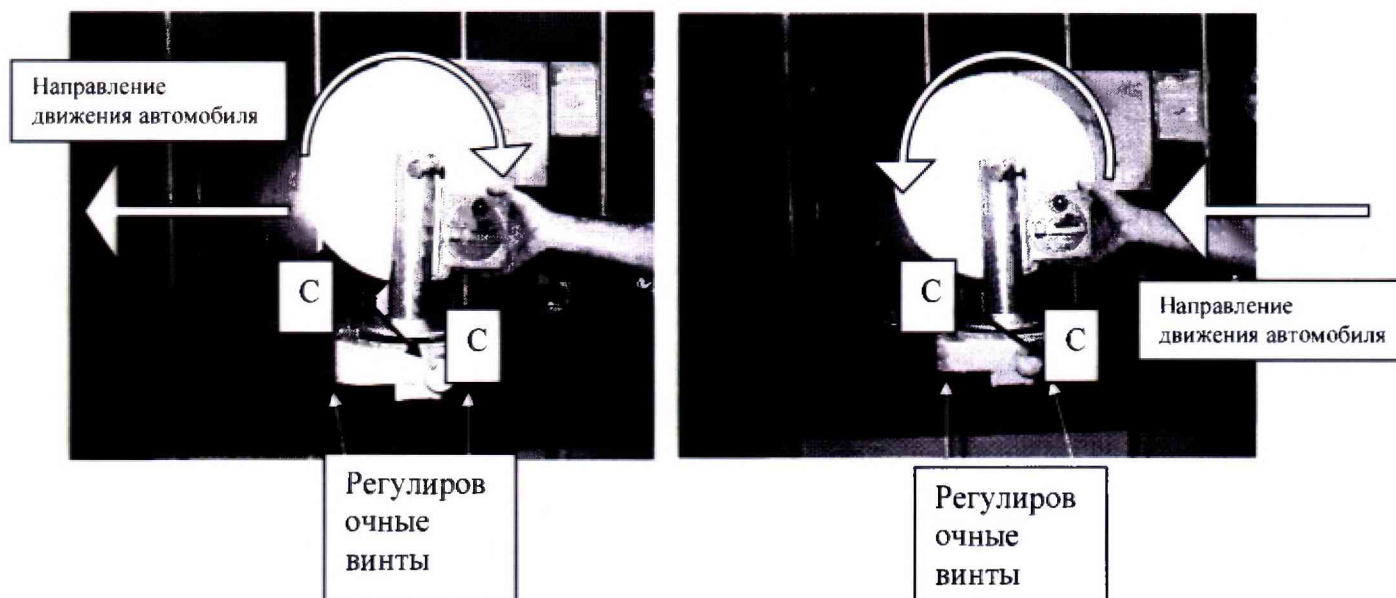 Направление
движения автомобиля
С
С
Регулиров
очные
винты
Направление
движения автомобиля
С
С
Регулиров
очные
винты